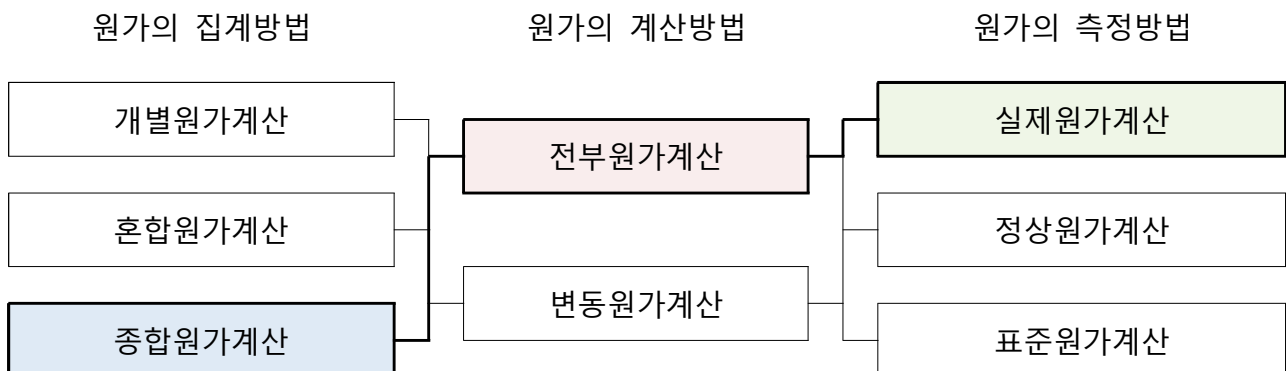 원가의 집계방법 원가의 계산방법 원가의 측정방법
개별원가계산
전부원가계산
실제원가계산
혼합원가계산
정상원가계산
변동원가계산
종합원가계산
표준원가계산